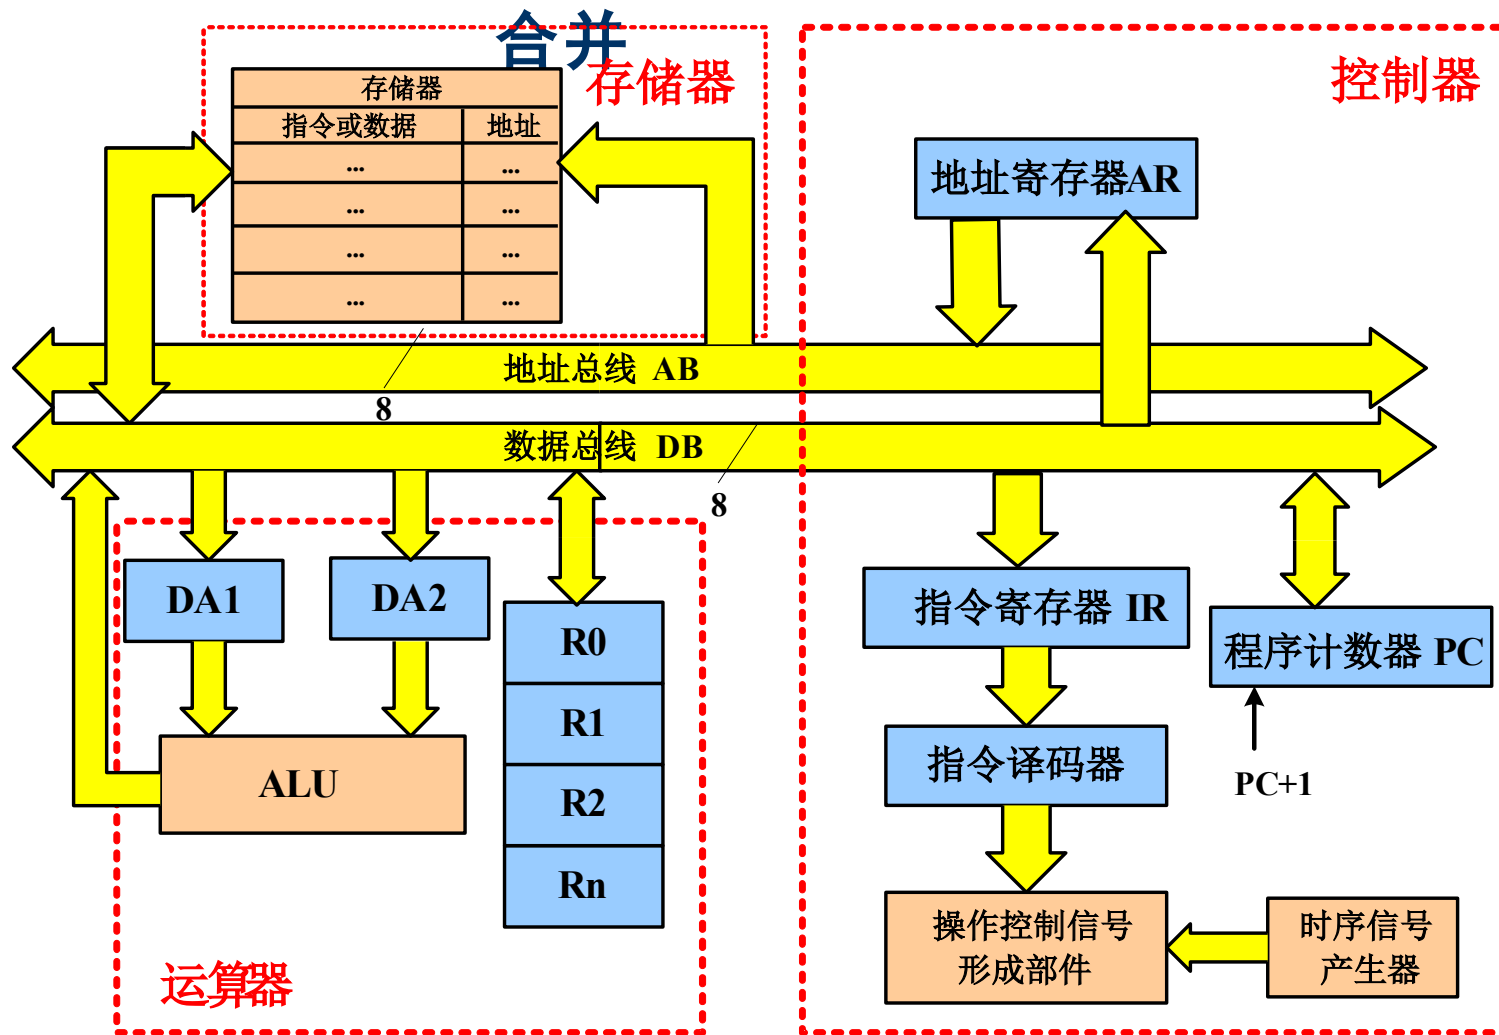 合并
存储器
控制器
存储器
指令或数据 地址
... ...
... ...
... ...
... ...
地址寄存器AR
地址总线 AB
8
数据总线 DB
8
DA1
DA2
R0
R1
R2
Rn
ALU
运算器
指令寄存器 IR
程序计数器 PC
PC+1
指令译码器
操作控制信号
形成部件
时序信号
产生器